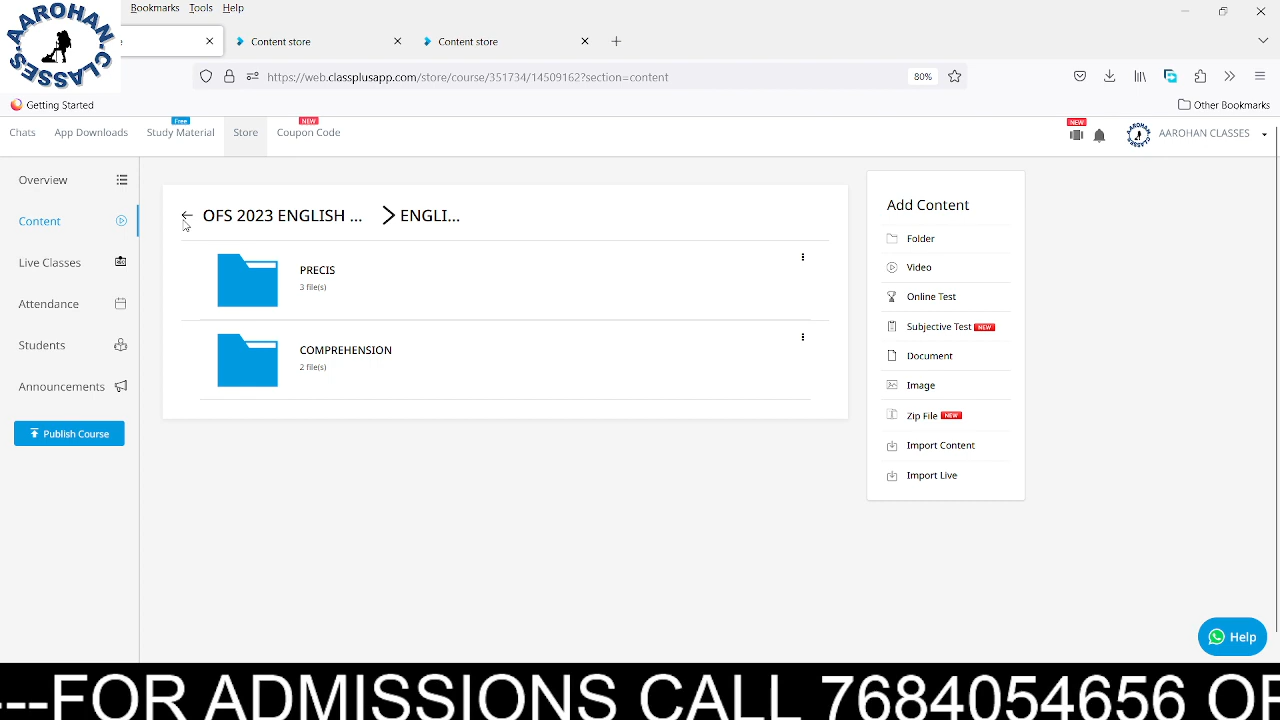 AAROHAN.CLASSES.
Bookmarks Tools Help
Content store
Content store
https://web.classplusapp.com/store/course/351734/14509162?section=content
80%
Getting Started
Other Bookmarks
Chats
App Downloads
Free
Study Material
Store
NEW
Coupon Code
NEW
AAROHAN CLASSES
Overview
Content
Live Classes
Attendance
Students
Announcements
Publish Course
OFS 2023 ENGLISH ... > ENGLI...
PRECIS
3 file(s)
COMPREHENSION
2 file(s)
Add Content
Folder
Video
Online Test
Subjective Test NEW
Document
Image
Zip File NEW
Import Content
Import Live
Help
---FOR ADMISSIONS CALL 7684054656 OF